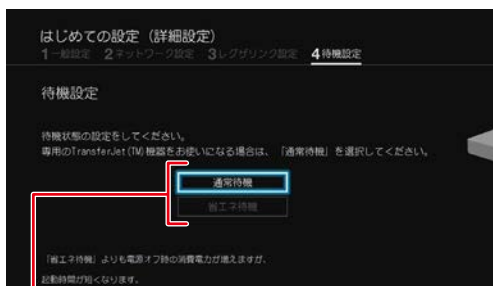 はじめての設定（詳細設定）
1一般設定 2ネットワーク設定 3レグザリンク設定 4待機設定
待機設定
待機状態の設定をしてください。
専用のTransferJet(TM)機器をお使いになる場合は、「通常待機」を選択してください。
通常待機
省エネ待機
「省エネ待機」よりも電源オフ時の消費電力が増えますが、
起動時間が短くなります。